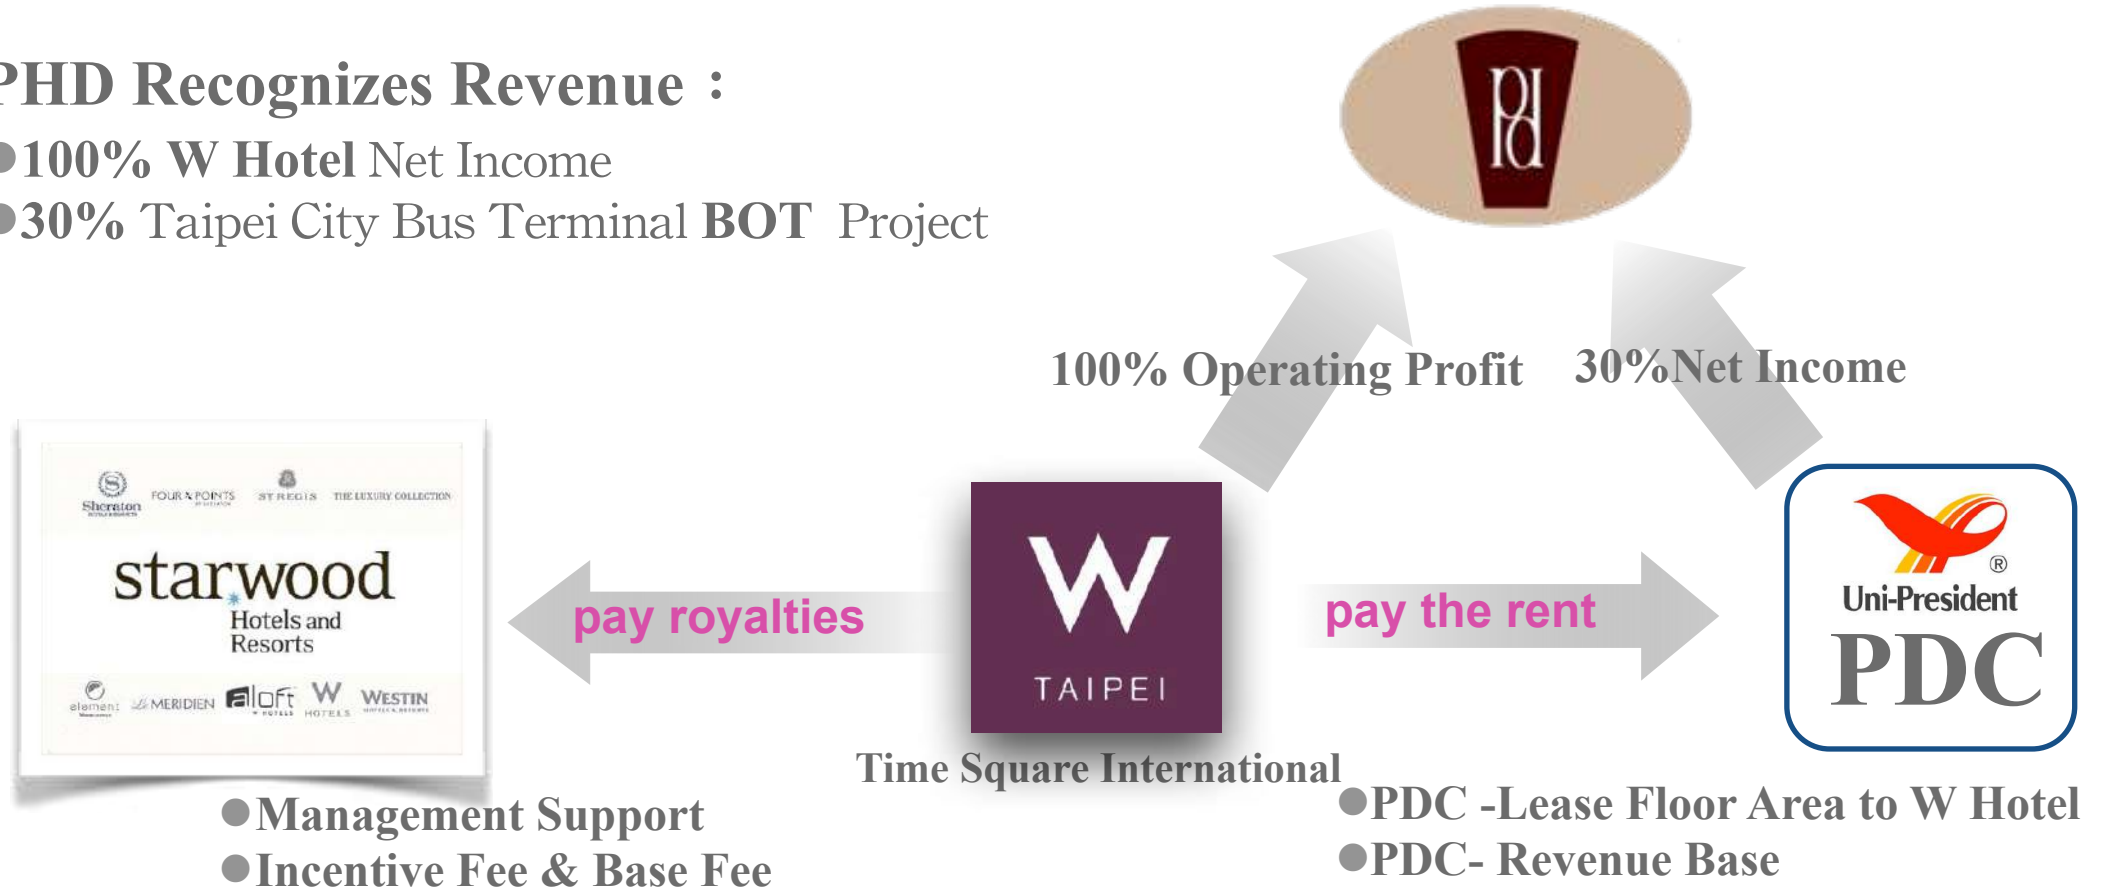 PHD Recognizes Revenue：
●100% W Hotel Net Income
●30% Taipei City Bus Terminal BOT Project
100% Operating Profit
30%Net Income
Sheraton
FOUR POINTS
ST REGIS
THE LUXURY COLLECTION
starwood
Hotels and
Resorts
element
Le MERIDIEN
aloft
W
HOTELS
WESTIN
pay royalties
W
TAIPEI
pay the rent
®
Uni-President
PDC
Time Square International
●Management Support
●Incentive Fee & Base Fee
●PDC -Lease Floor Area to W Hotel
●PDC- Revenue Base